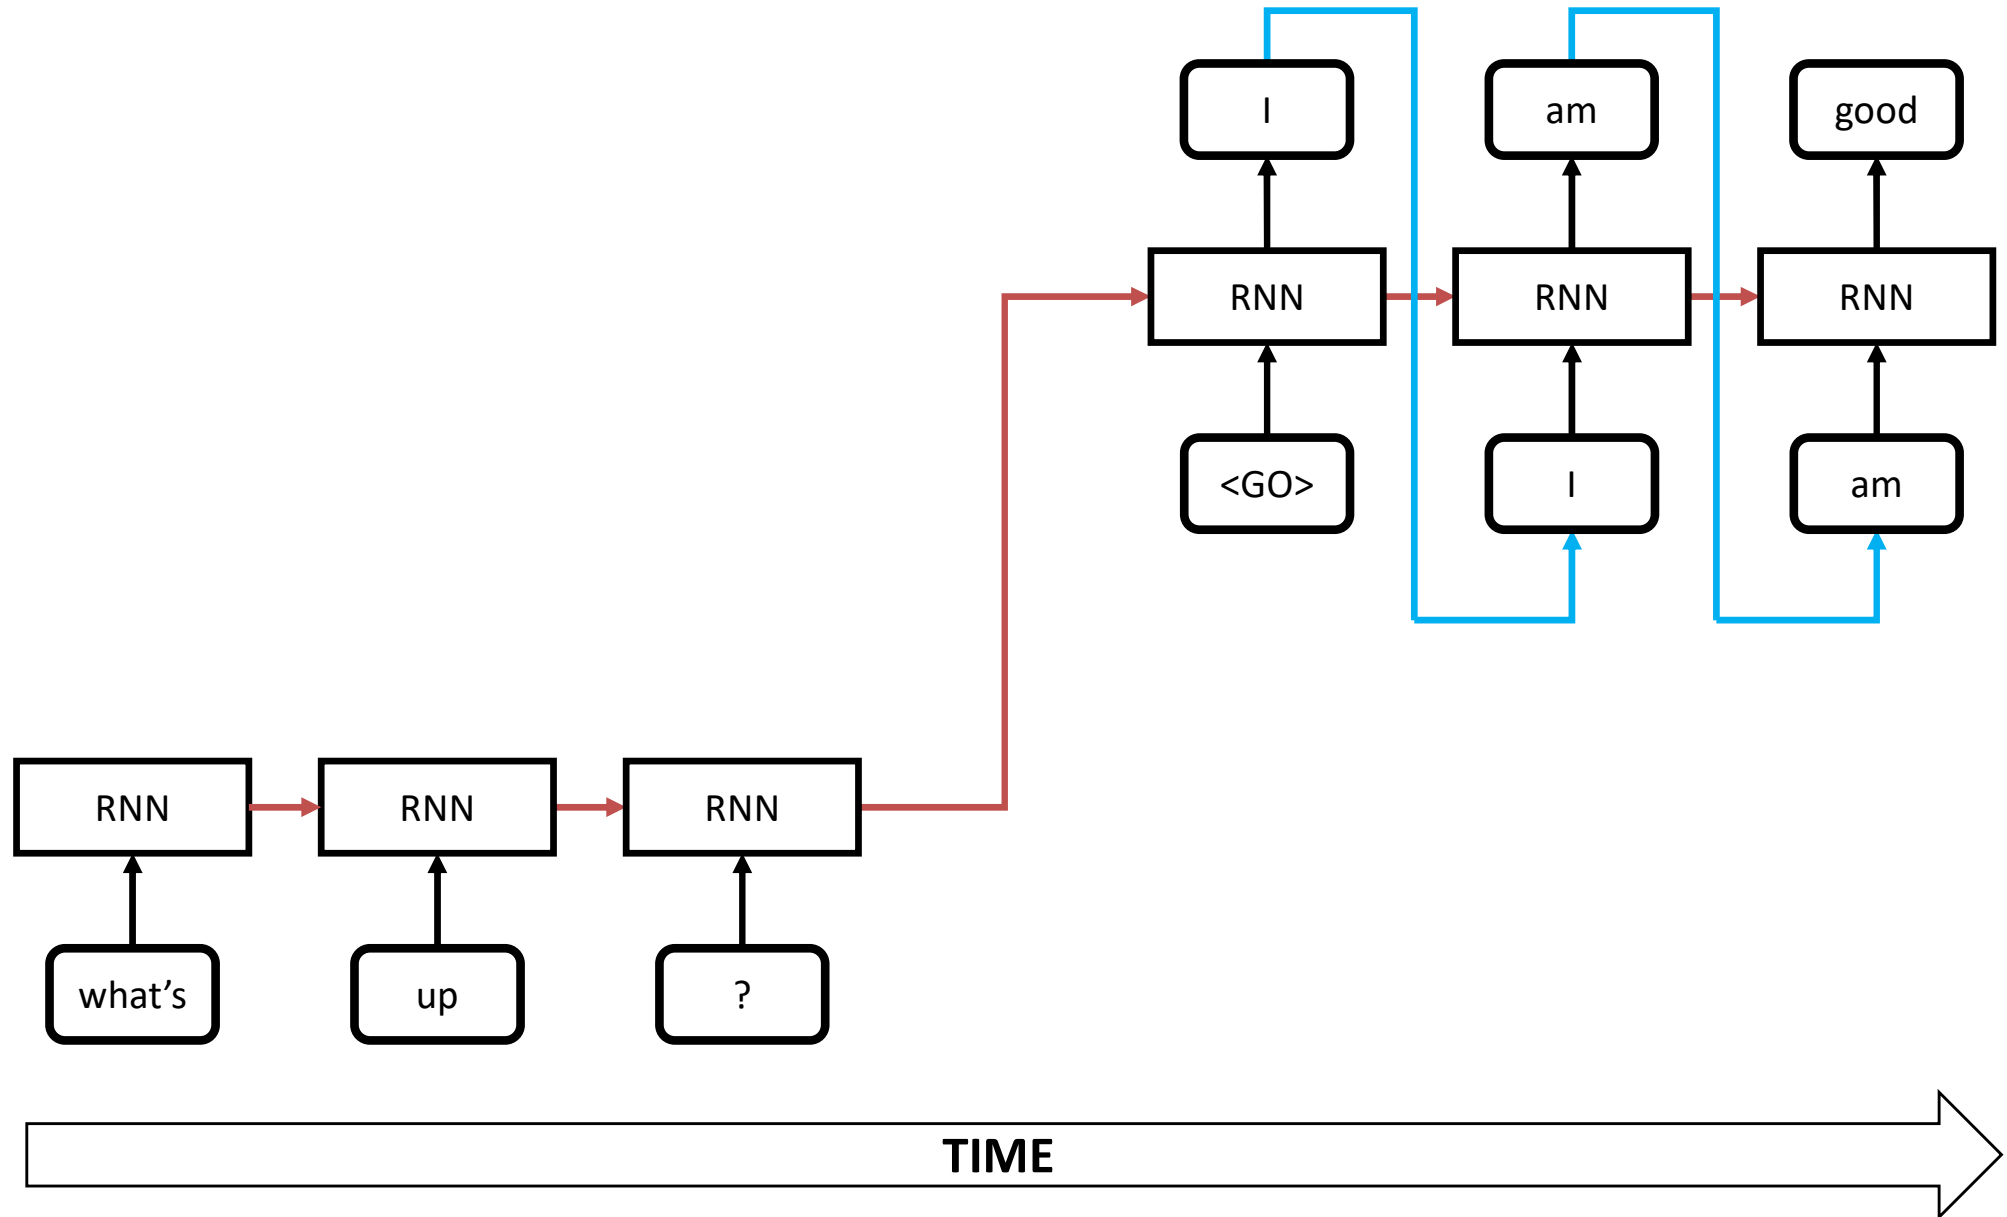 I
am
good
RNN
RNN
RNN
<GO>
I
am
RNN
RNN
RNN
what’s
up
?
TIME